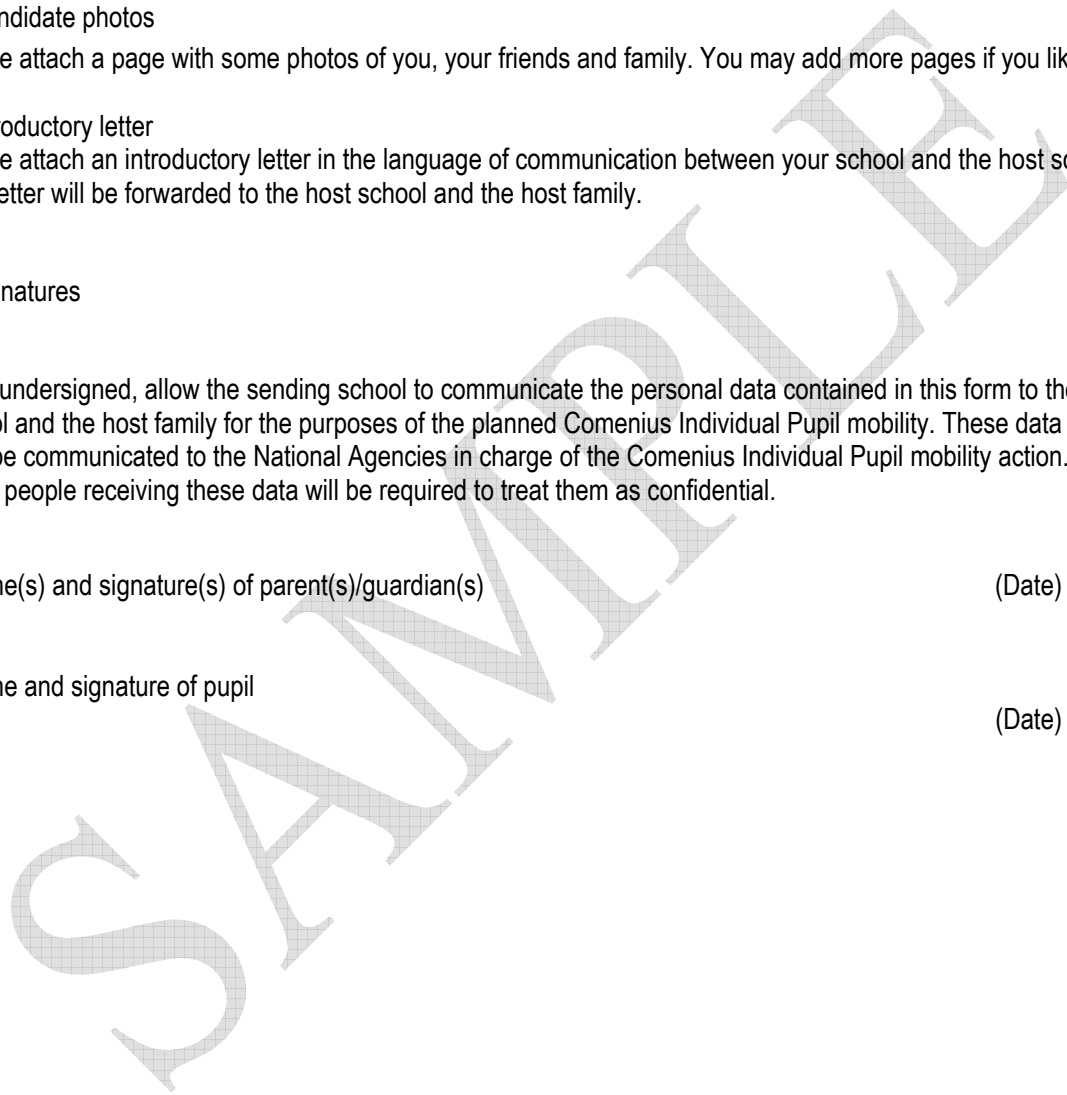 ndidate photos
e attach a page with some photos of you, your friends and family. You may add more pages if you lik
roductory letter
e attach an introductory letter in the language of communication between your school and the host sc
etter will be forwarded to the host school and the host family.
natures
undersigned, allow the sending school to communicate the personal data contained in this form to the
ol and the host family for the purposes of the planned Comenius Individual Pupil mobility. These data
be communicated to the National Agencies in charge of the Comenius Individual Pupil mobility action.
people receiving these data will be required to treat them as confidential.
ne(s) and signature(s) of parent(s)/guardian(s) (Date)
ne and signature of pupil
(Date)
SAMPLE